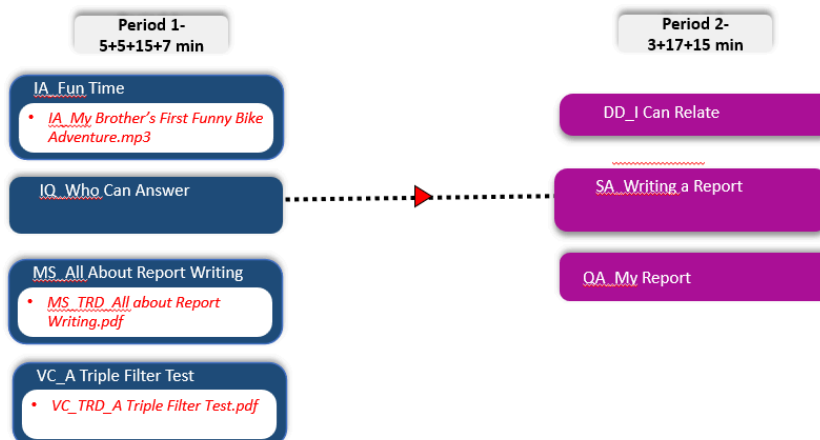 Period 1-
5+5+15+7 min
IA_Fun Time
• IA_My Brother's First Funny Bike
Adventure.mp3
IQ_Who Can Answer
MS_All About Report Writing
• MS_TRD_All about Report
Writing.pdf
VC_A Triple Filter Test
• VC_TRD_A Triple Filter Test.pdf
Period 2-
3+17+15 min
DD_I Can Relate
SA_Writing a Report
QA_My Report